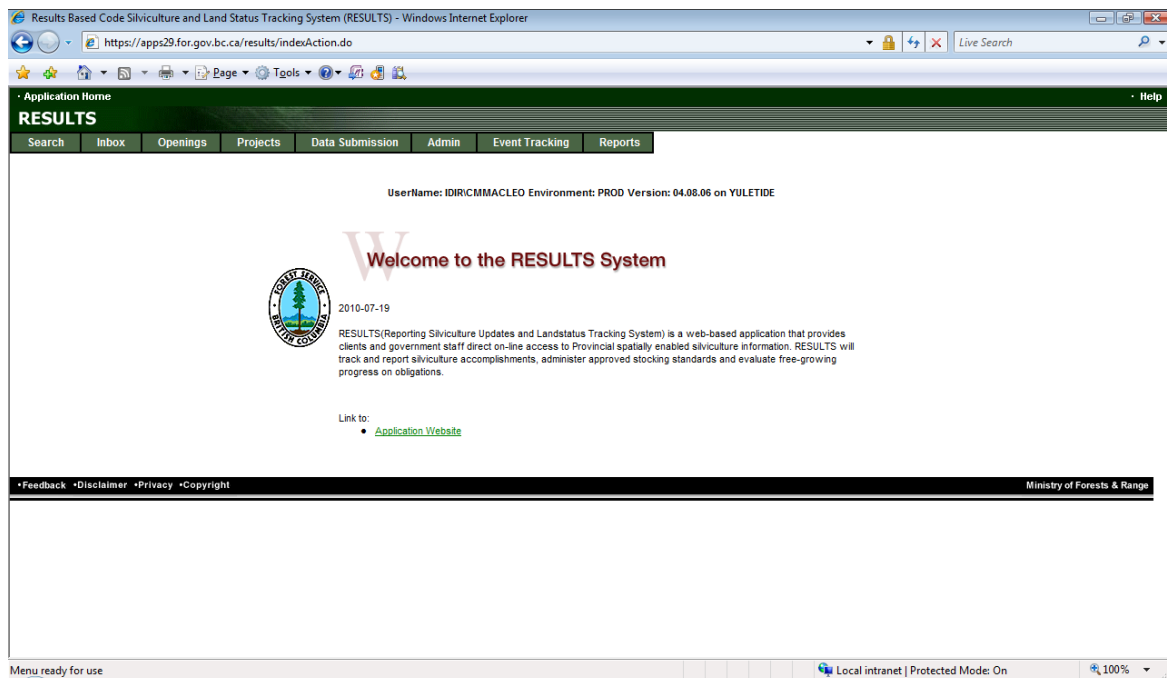 Results Based Code Silviculture and Land Status Tracking System (RESULTS) - Windows Internet Explorer
https://apps29.for.gov.bc.ca/results/indexAction.do
Live Search
Page Tools
· Application Home · Help
RESULTS
Search Inbox Openings Projects Data Submission Admin Event Tracking Reports
UserName: IDIR\CMMACLEO Environment: PROD Version: 04.08.06 on YULETIDE
W
Welcome to the RESULTS System
FOREST SERVICE
BRITISH COLUMBIA
2010-07-19
RESULTS(Reporting Silviculture Updates and Landstatus Tracking System) is a web-based application that provides
clients and government staff direct on-line access to Provincial spatially enabled silviculture information. RESULTS will
track and report silviculture accomplishments, administer approved stocking standards and evaluate free-growing
progress on obligations.
Link to:
• Application Website
•Feedback •Disclaimer •Privacy •Copyright Ministry of Forests & Range
Menu ready for use Local intranet | Protected Mode: On 100%